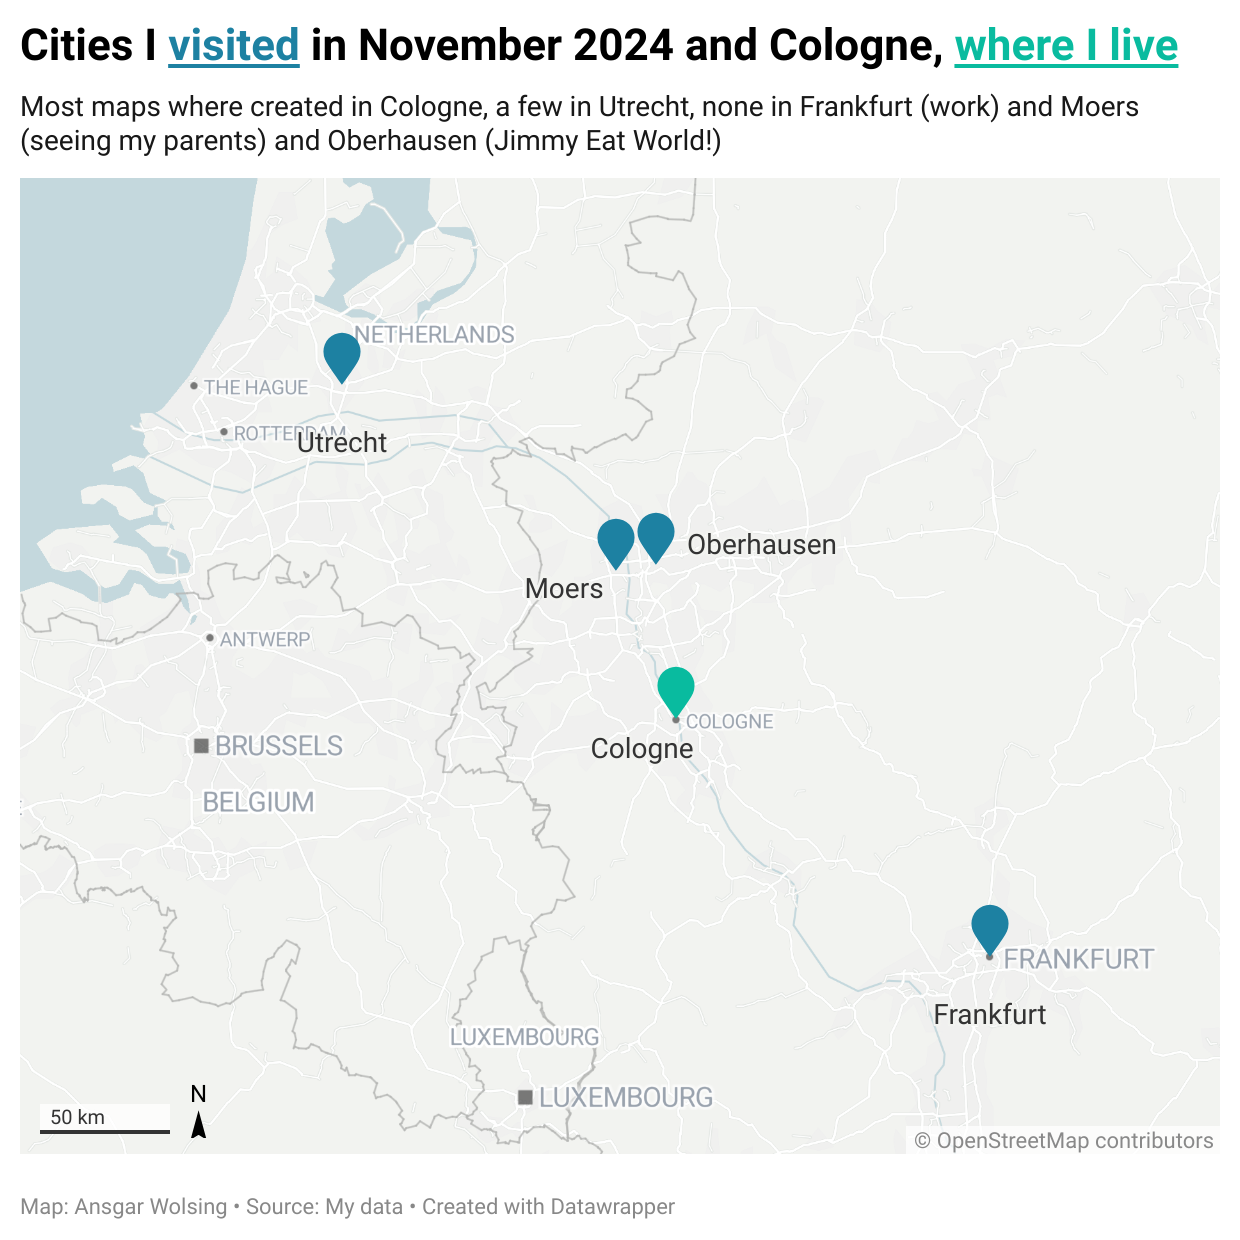 Cities I visited in November 2024 and Cologne, where I live
Most maps where created in Cologne, a few in Utrecht, none in Frankfurt (work) and Moers
(seeing my parents) and Oberhausen (Jimmy Eat World!)
NETHERLANDS
THE HAGUE
ROTTERDAM
Utrecht
Oberhausen
Moers
ANTWERP
COLOGNE
Cologne
BRUSSELS
BELGIUM
FRANKFURT
Frankfurt
LUXEMBOURG
LUXEMBOURG
N
50 km
© OpenStreetMap contributors
Map: Ansgar Wolsing • Source: My data • Created with Datawrapper